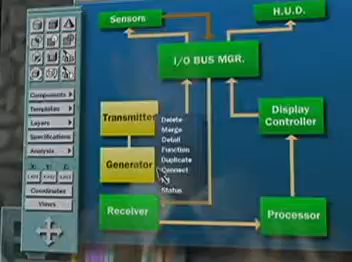 Sensors
H.U.D.
I/O BUS MGR.
Components
Templates
Layers
Specifications
Analysis
Coordinates
Views
Transmitter
Generator
Receiver
Delete
Merge
Detail
Function
Duplicate
Connect
Status
Display
Controller
Processor